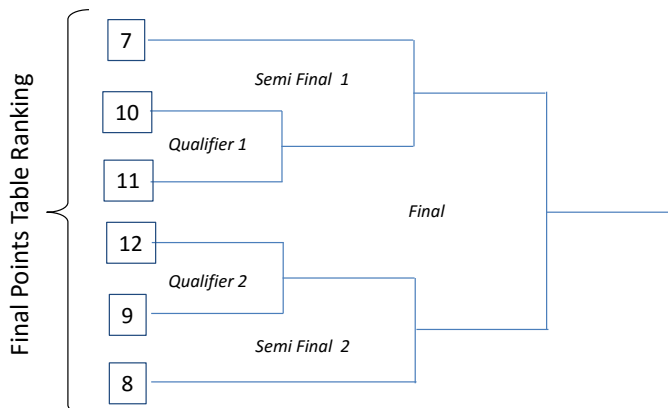 Final Points Table Ranking
7
Semi Final 1
10
Qualifier 1
11
Final
12
Qualifier 2
9
Semi Final 2
8